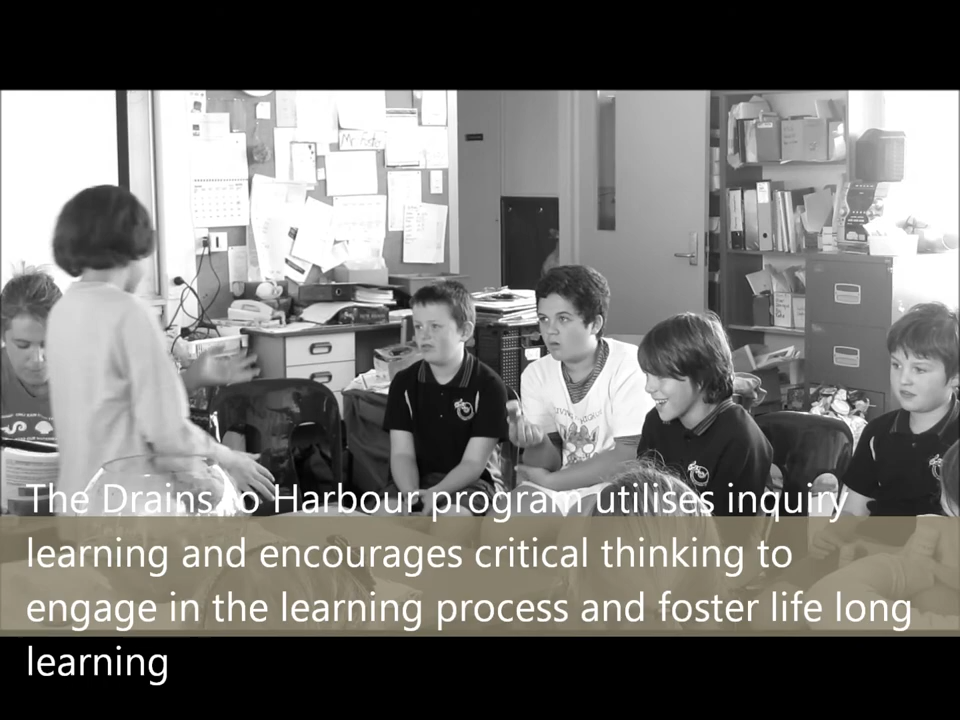 The Drains to Harbour program utilises inquiry
learning and encourages critical thinking to
engage in the learning process and foster life long
learning